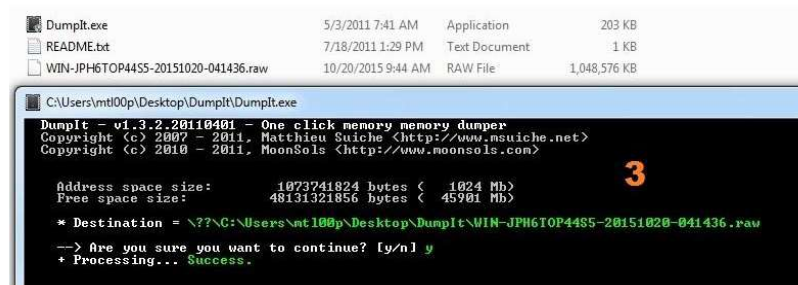 DumpIt.exe 5/3/2011 7:41 AM Application 203 KB
README.txt 7/18/2011 1:29 PM Text Document 1 KB
WIN-JPH6TOP44S5-20151020-041436.raw 10/20/2015 9:44 AM RAW File 1,048,576 KB
C:\Users\mtl00p\Desktop\DumpIt\DumpIt.exe
DumpIt - v1.3.2.20110401 - One click memory memory dumper
Copyright (c) 2007 - 2011, Matthieu Suiche <http://www.msuiche.net>
Copyright (c) 2010 - 2011, MoonSols <http://www.moonsols.com>
3
Address space size: 1073741824 bytes ( 1024 Mb)
Free space size: 48131321856 bytes ( 45901 Mb)
* Destination = \??\C:\Users\mtl00p\Desktop\DumpIt\WIN-JPH6TOP44S5-20151020-041436.raw
--> Are you sure you want to continue? [y/n] y
+ Processing... Success.